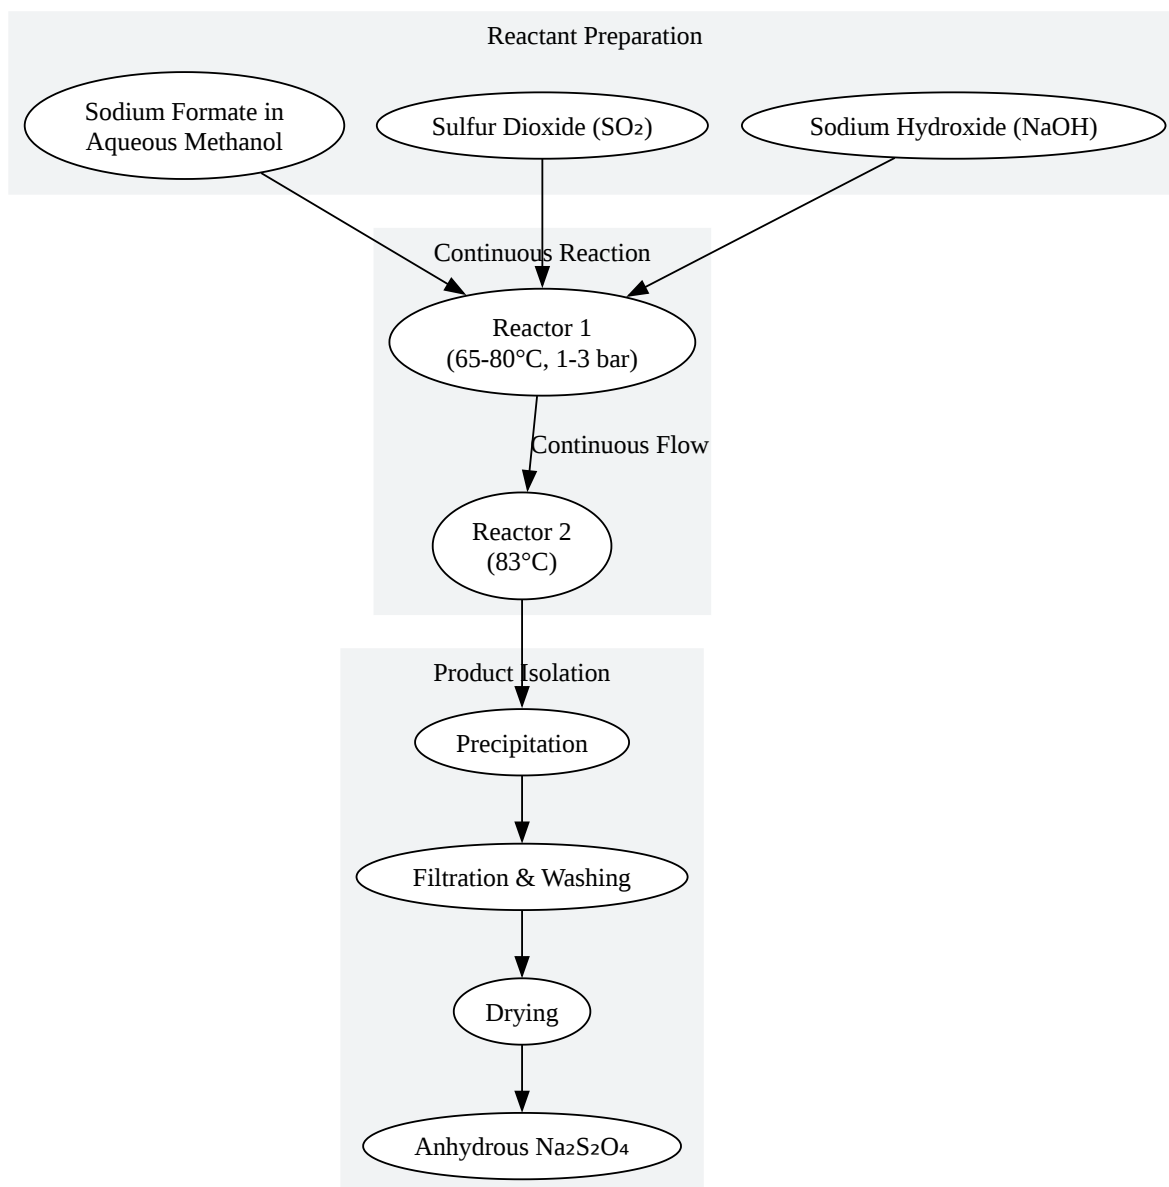 Reactant Preparation
Sodium Formate in
Aqueous Methanol
Sulfur Dioxide (SO₂)
Sodium Hydroxide (NaOH)
Continuous Reaction
Reactor 1
(65-80°C, 1-3 bar)
Continuous Flow
Reactor 2
(83°C)
Product Isolation
Precipitation
Filtration & Washing
Drying
Anhydrous Na₂S₂O₄